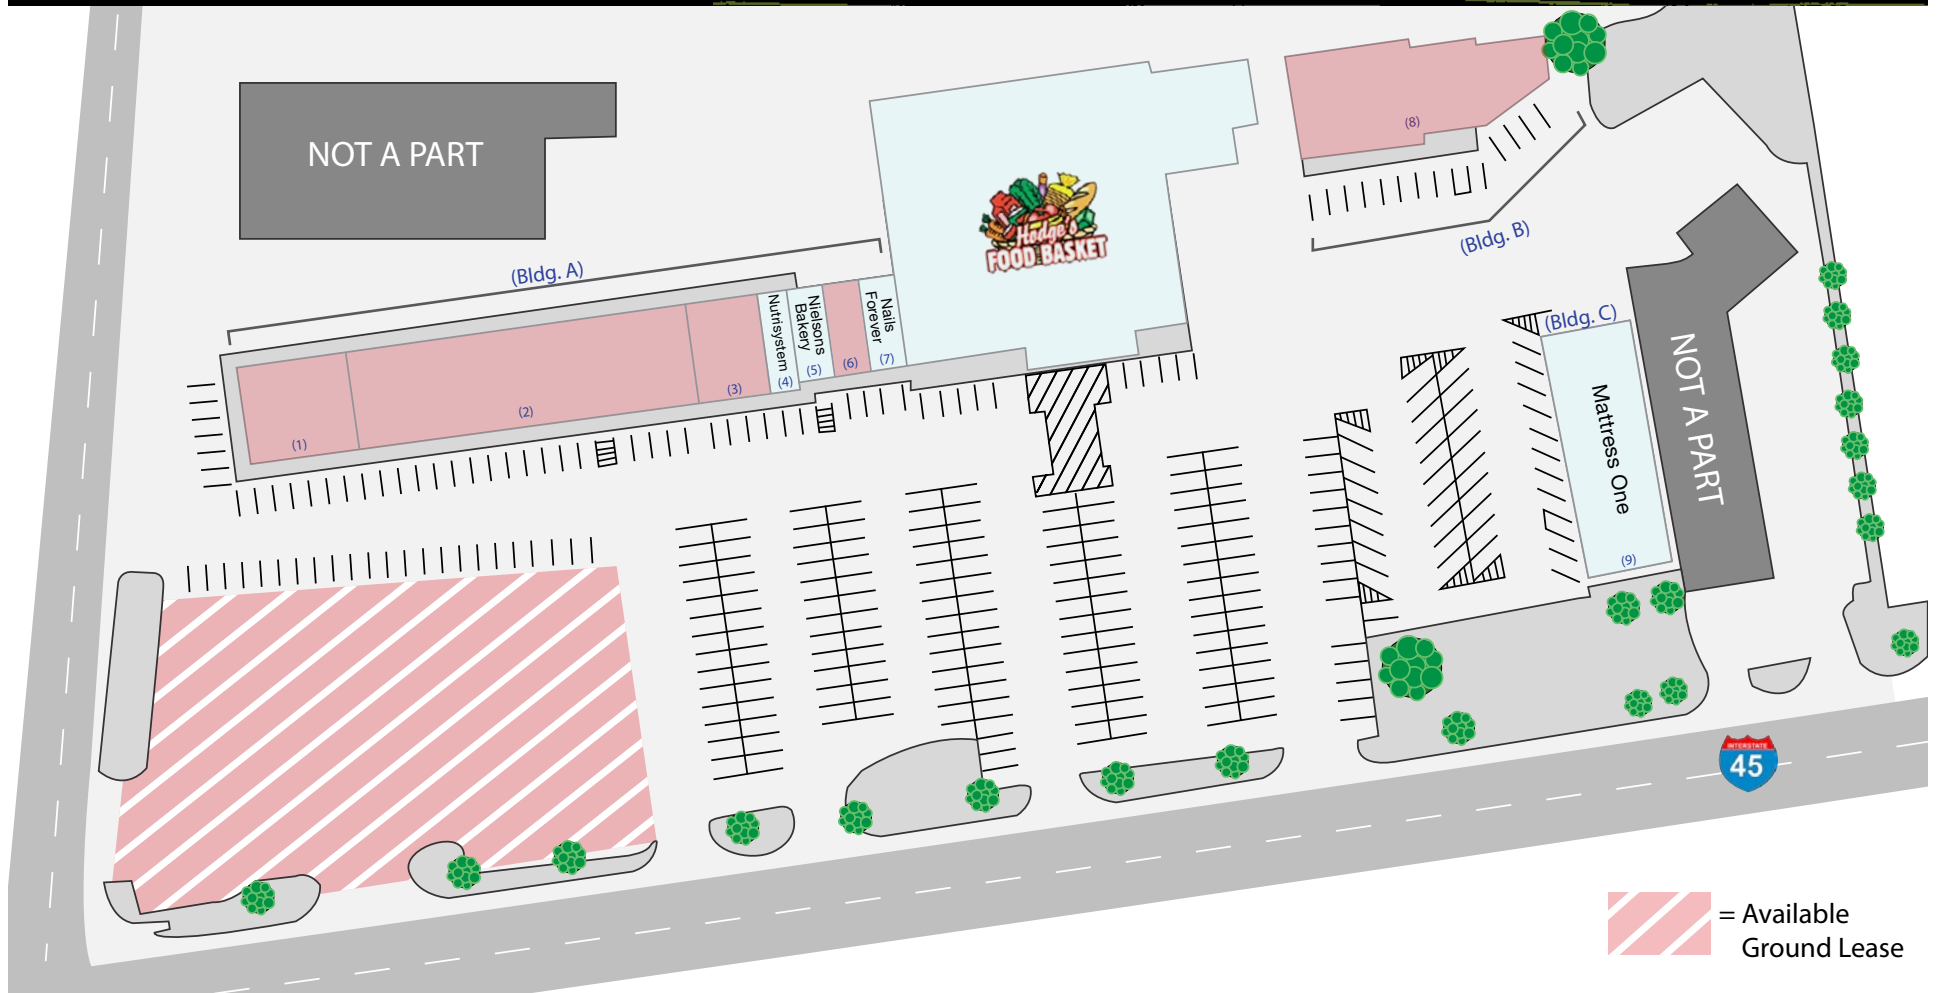 NOT A PART
(8)
Hodge's
FOOD BASKET
(Bldg. B)
(Bldg. A)
Nutrisystem
(4)
Nielsons
Bakery
(5)
(6)
Nails
Forever
(7)
(3)
(2)
(1)
(Bldg. C)
Mattress One
(9)
NOT A PART
INTERSTATE
45
= Available
Ground Lease